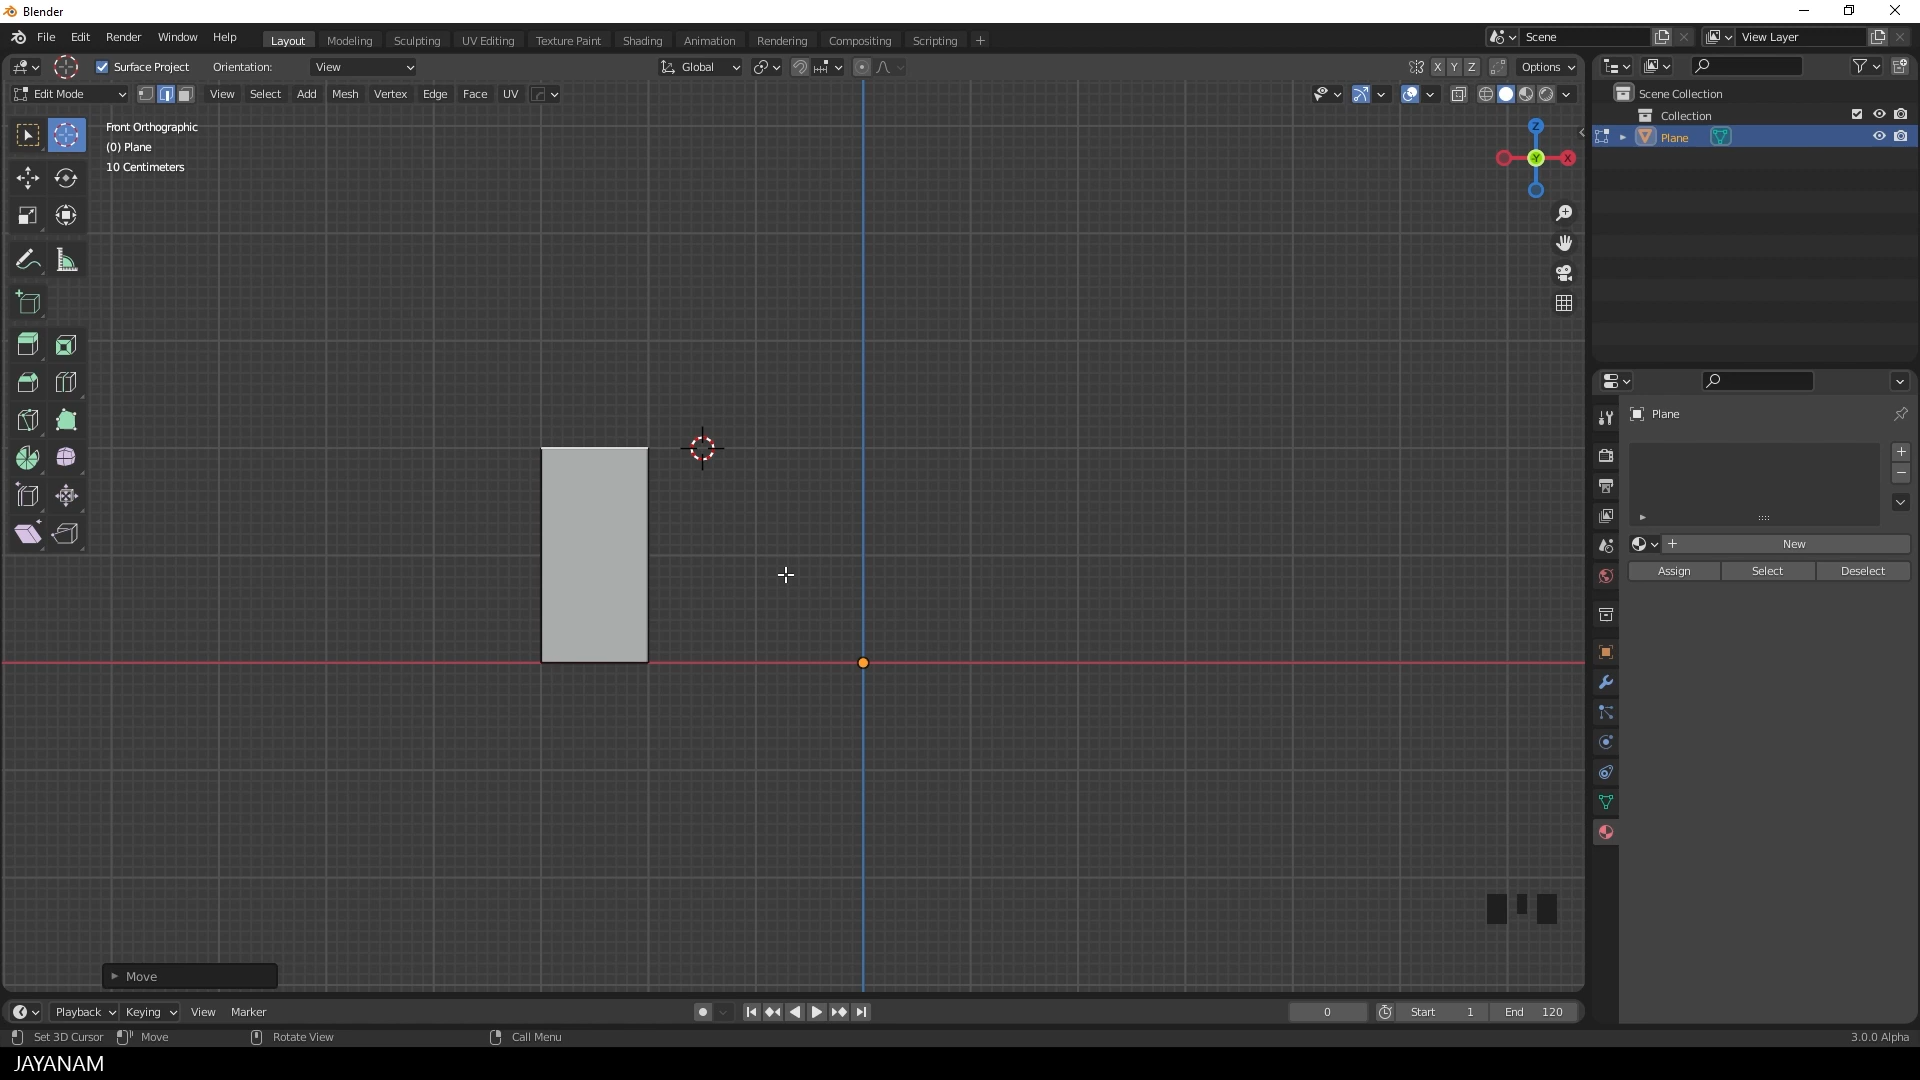 Blender
File Edit Render Window Help Layout Modeling Sculpting UV Editing Texture Paint Shading Animation Rendering Compositing Scripting + Scene View Layer
Surface Project Orientation: View Global X Y Z Options
Edit Mode View Select Add Mesh Vertex Edge Face UV
Scene Collection
Collection
Plane
Front Orthographic
(0) Plane
10 Centimeters
Z
Y X
Plane
+ New
Assign Select Deselect
Move
Playback Keying View Marker 0 Start 1 End 120
Set 3D Cursor Move Rotate View Call Menu 3.0.0 Alpha
JAYANAM